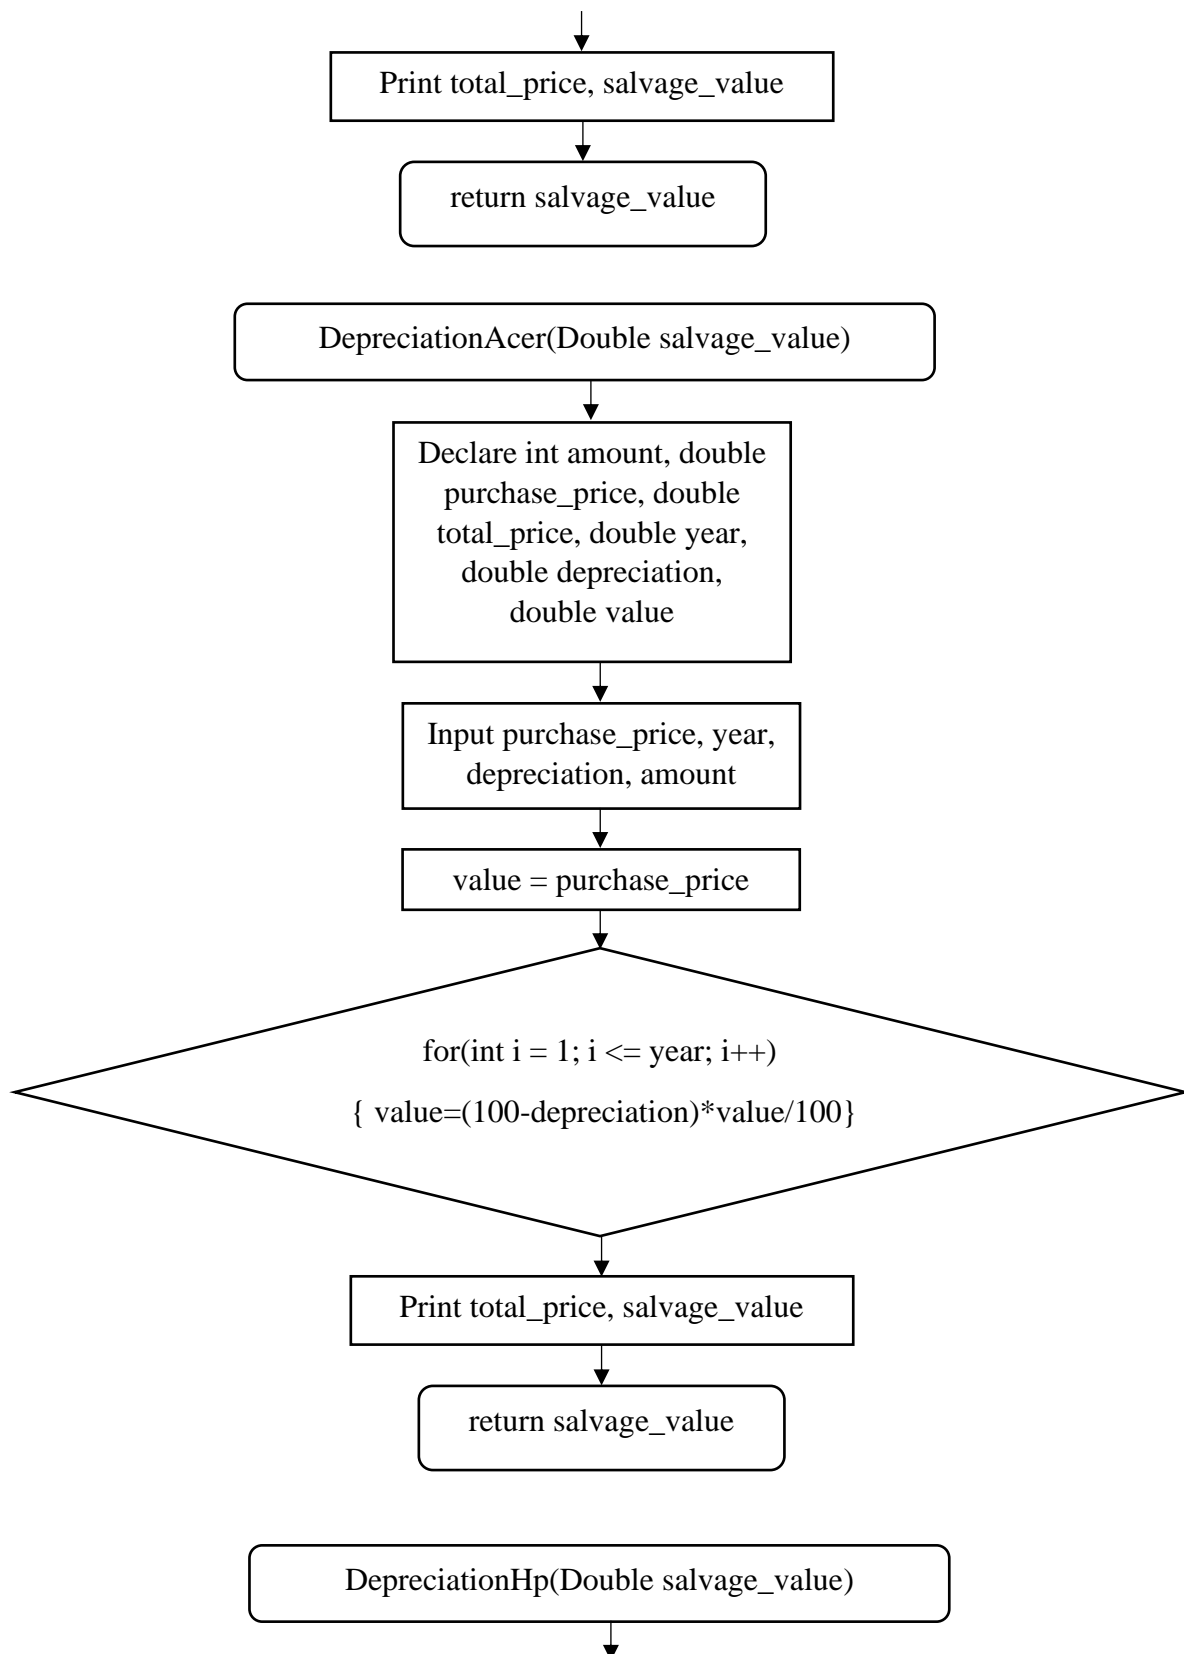 Print total_price, salvage_value
return salvage_value
DepreciationAcer(Double salvage_value)
Declare int amount, double
purchase_price, double
total_price, double year,
double depreciation,
double value
Input purchase_price, year,
depreciation, amount
value = purchase_price
for(int i = 1; i <= year; i++)
{ value=(100-depreciation)*value/100}
Print total_price, salvage_value
return salvage_value
DepreciationHp(Double salvage_value)